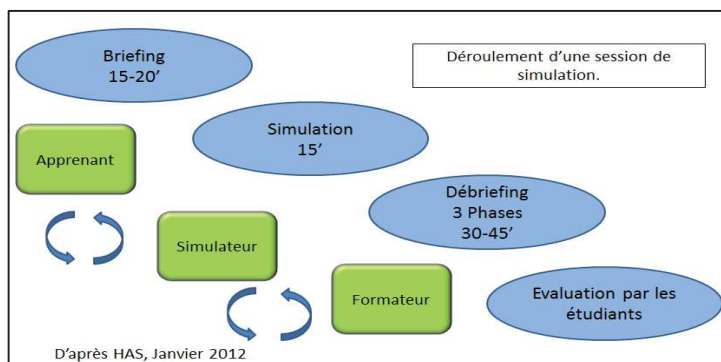 Briefing
15-20’
Déroulement d’une session de
simulation.
Simulation
15’
Apprenant
Débriefing
3 Phases
30-45’
Simulateur
Formateur
Evaluation par les
étudiants
D’après HAS, Janvier 2012